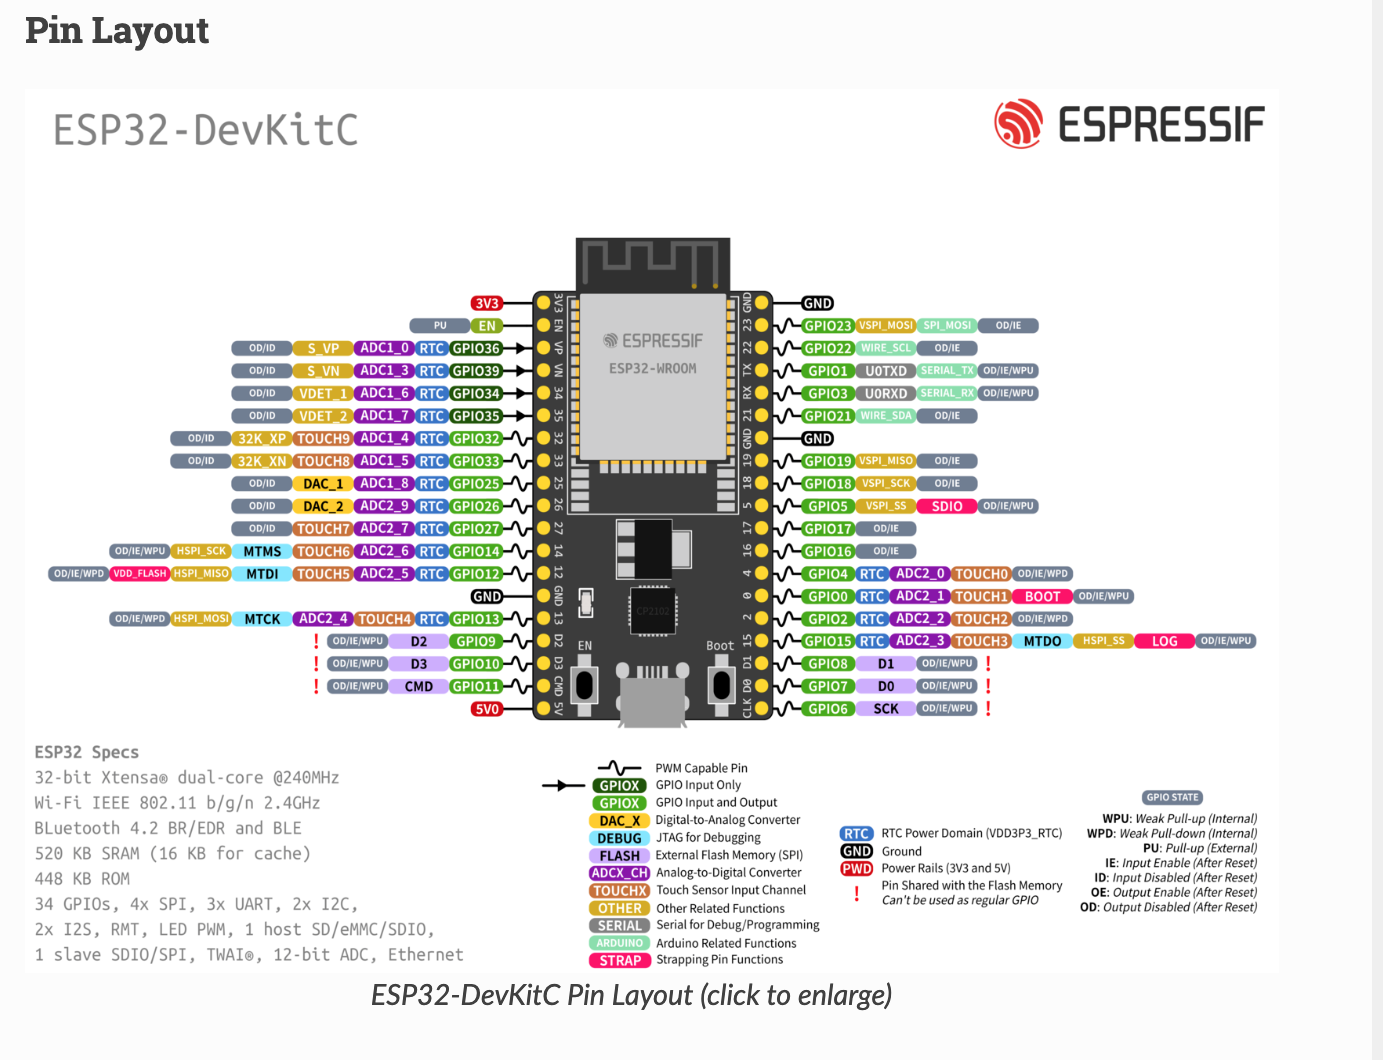 Pin Layout
ESP32-DevKitC
ESPRESSIF
3V3 3V3 GND GND
PU EN EN 23 GPIO23 VSPI_MOSI SPI_MOSI OD/IE
OD/ID S_VP ADC1_0 RTC GPIO36 VP 22 GPIO22 WIRE_SCL OD/IE
OD/ID S_VN ADC1_3 RTC GPIO39 VN TX GPIO1 U0TXD SERIAL_TX OD/IE/WPU
OD/ID VDET_1 ADC1_6 RTC GPIO34 34 RX GPIO3 U0RXD SERIAL_RX OD/IE/WPU
OD/ID VDET_2 ADC1_7 RTC GPIO35 35 21 GPIO21 WIRE_SDA OD/IE
OD/ID 32K_XP TOUCH9 ADC1_4 RTC GPIO32 32 GND GND
OD/ID 32K_XN TOUCH8 ADC1_5 RTC GPIO33 33 19 GPIO19 VSPI_MISO OD/IE
OD/ID DAC_1 ADC1_8 RTC GPIO25 25 18 GPIO18 VSPI_SCK OD/IE
OD/ID DAC_2 ADC2_9 RTC GPIO26 26 5 GPIO5 VSPI_SS SDIO OD/IE/WPU
OD/ID TOUCH7 ADC2_7 RTC GPIO27 27 17 GPIO17 OD/IE
OD/IE/WPU HSPI_SCK MTMS TOUCH6 ADC2_6 RTC GPIO14 14 16 GPIO16 OD/IE
OD/IE/WPD VDD_FLASH HSPI_MISO MTDI TOUCH5 ADC2_5 RTC GPIO12 12 4 GPIO4 RTC ADC2_0 TOUCH0 OD/IE/WPD
GND GND 0 GPIO0 RTC ADC2_1 TOUCH1 BOOT OD/IE/WPU
OD/IE/WPD HSPI_MOSI MTCK ADC2_4 TOUCH4 RTC GPIO13 13 2 GPIO2 RTC ADC2_2 TOUCH2 OD/IE/WPD
! OD/IE/WPU D2 GPIO9 D2 15 GPIO15 RTC ADC2_3 TOUCH3 MTDO HSPI_SS LOG OD/IE/WPU
! OD/IE/WPU D3 GPIO10 D3 D1 GPIO8 D1 OD/IE/WPU !
! OD/IE/WPU CMD GPIO11 CMD D0 GPIO7 D0 OD/IE/WPU !
5V0 5V CLK GPIO6 SCK OD/IE/WPU !
ESPRESSIF
ESP32-WROOM
CP2102
EN Boot
ESP32 Specs
32-bit Xtensa® dual-core @240MHz
Wi-Fi IEEE 802.11 b/g/n 2.4GHz
BLuetooth 4.2 BR/EDR and BLE
520 KB SRAM (16 KB for cache)
448 KB ROM
34 GPIOs, 4x SPI, 3x UART, 2x I2C,
2x I2S, RMT, LED PWM, 1 host SD/eMMC/SDIO,
1 slave SDIO/SPI, TWAI®, 12-bit ADC, Ethernet
PWM Capable Pin
GPIOX GPIO Input Only
GPIOX GPIO Input and Output
DAC_X Digital-to-Analog Converter
DEBUG JTAG for Debugging
FLASH External Flash Memory (SPI)
ADCX_CH Analog-to-Digital Converter
TOUCHX Touch Sensor Input Channel
OTHER Other Related Functions
SERIAL Serial for Debug/Programming
ARDUINO Arduino Related Functions
STRAP Strapping Pin Functions
RTC RTC Power Domain (VDD3P3_RTC)
GND Ground
PWD Power Rails (3V3 and 5V)
! Pin Shared with the Flash Memory
Can't be used as regular GPIO
GPIO STATE
WPU: Weak Pull-up (Internal)
WPD: Weak Pull-down (Internal)
PU: Pull-up (External)
IE: Input Enable (After Reset)
ID: Input Disabled (After Reset)
OE: Output Enable (After Reset)
OD: Output Disabled (After Reset)
ESP32-DevKitC Pin Layout (click to enlarge)